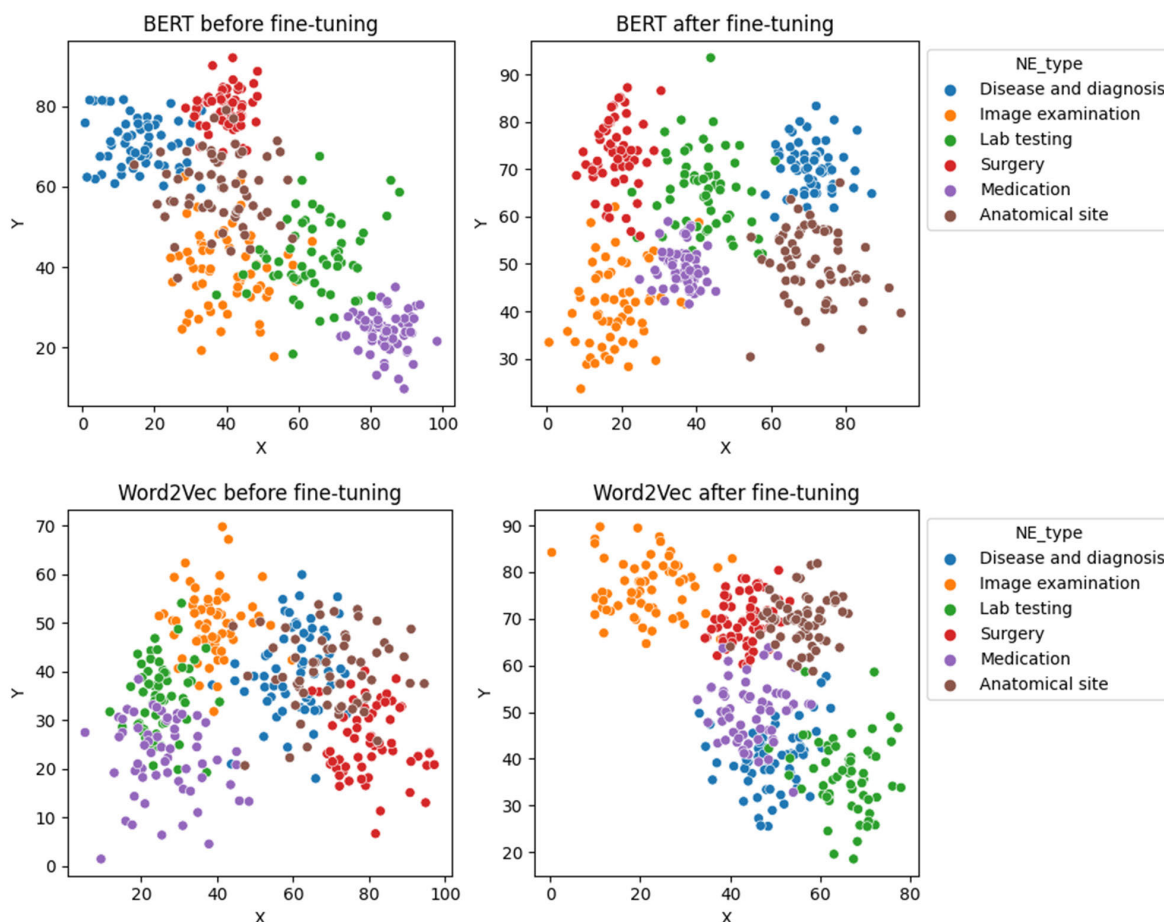 BERT before fine-tuning
80
60
40
20
Y
0 20 40 60 80 100
X
BERT after fine-tuning
90
80
70
60
50
40
30
Y
0 20 40 60 80
X
NE_type
Disease and diagnosis
Image examination
Lab testing
Surgery
Medication
Anatomical site
Word2Vec before fine-tuning
70
60
50
40
30
20
10
0
Y
20 40 60 80 100
X
Word2Vec after fine-tuning
90
80
70
60
50
40
30
20
Y
0 20 40 60 80
X
NE_type
Disease and diagnosis
Image examination
Lab testing
Surgery
Medication
Anatomical site